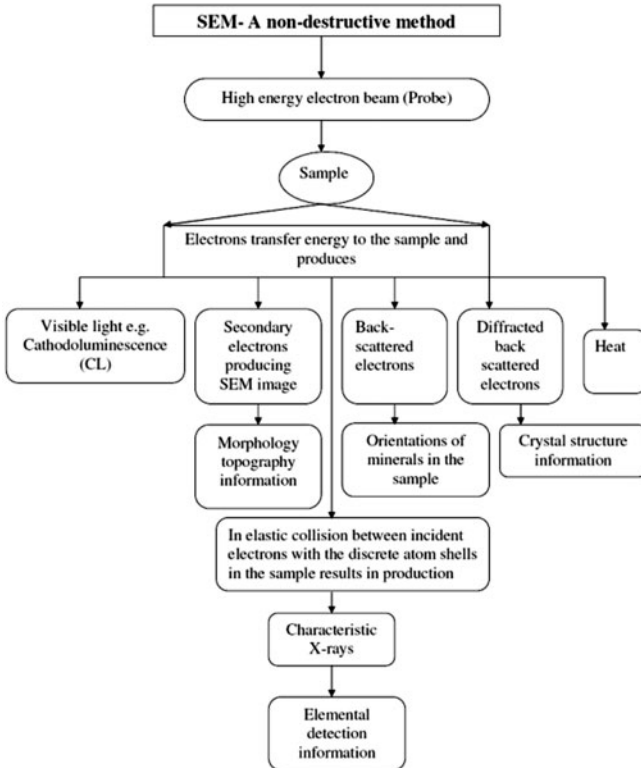 SEM- A non-destructive method
High energy electron beam (Probe)
Sample
Electrons transfer energy to the sample and
produces
Visible light e.g.
Cathodoluminescence
(CL)
Secondary
electrons
producing
SEM image
Back-
scattered
electrons
Diffracted
back
scattered
electrons
Heat
Morphology
topography
information
Orientations of
minerals in the
sample
Crystal structure
information
In elastic collision between incident
electrons with the discrete atom shells
in the sample results in production
Characteristic
X-rays
Elemental
detection
information